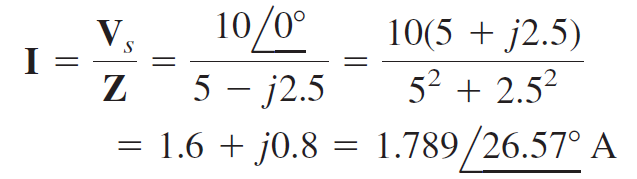 I = V_s / Z = 10∠0° / (5 − j2.5) = 10(5 + j2.5) / (5² + 2.5²)
= 1.6 + j0.8 = 1.789∠26.57° A